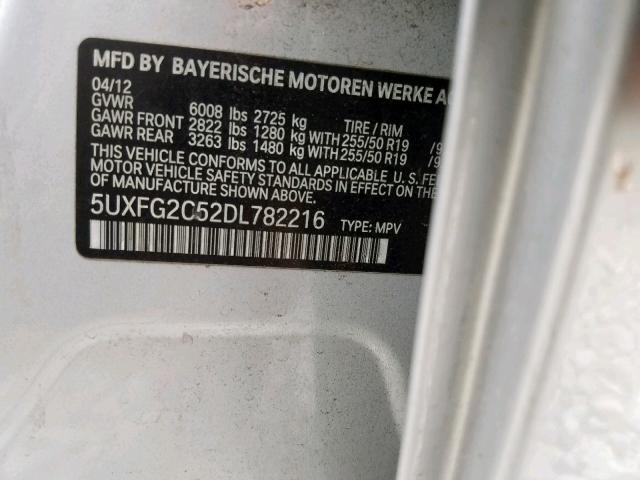 MFD BY BAYERISCHE MOTOREN WERKE AG
04/12
GVWR 6008 lbs 2725 kg TIRE / RIM
GAWR FRONT 2822 lbs 1280 kg WITH 255/50 R19
GAWR REAR 3263 lbs 1480 kg WITH 255/50 R19
THIS VEHICLE CONFORMS TO ALL APPLICABLE U.S.
MOTOR VEHICLE SAFETY STANDARDS IN EFFECT ON THE
MANUFACTURE SHOWN ABOVE.
5UXFG2C52DL782216 TYPE: MPV